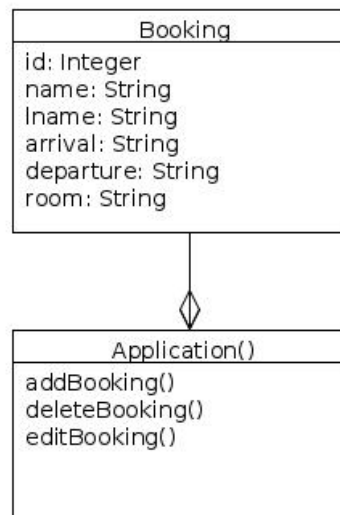 Booking
id: Integer
name: String
lname: String
arrival: String
departure: String
room: String
Application()
addBooking()
deleteBooking()
editBooking()